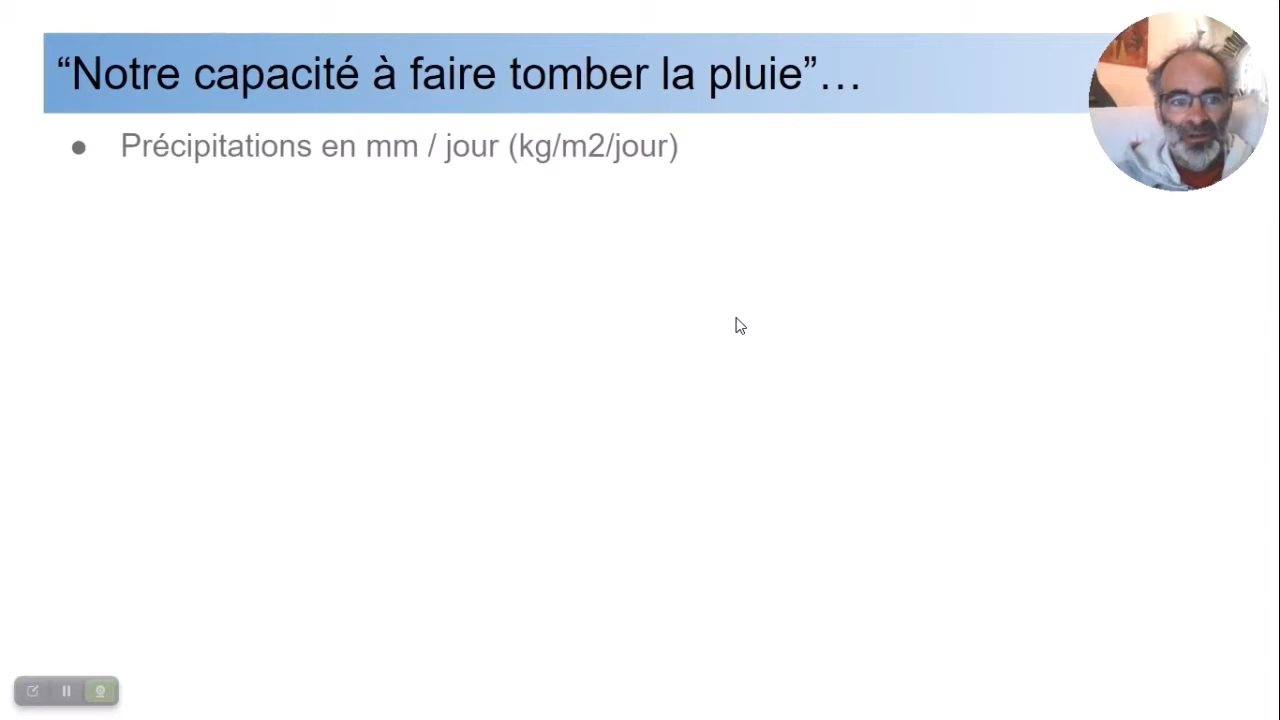 “Notre capacité à faire tomber la pluie”…
● Précipitations en mm / jour (kg/m2/jour)